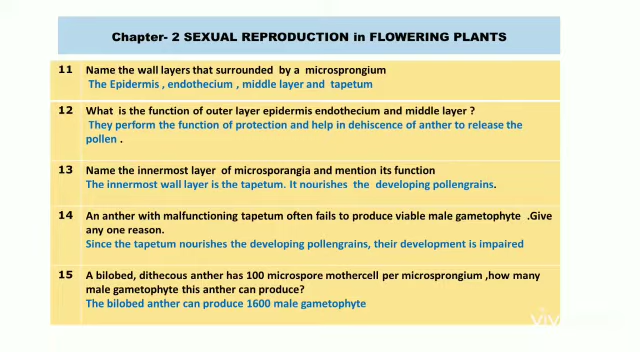 Chapter- 2 SEXUAL REPRODUCTION in FLOWERING PLANTS
11 Name the wall layers that surrounded by a microsprongium
The Epidermis , endothecium , middle layer and tapetum
12 What is the function of outer layer epidermis endothecium and middle layer ?
They perform the function of protection and help in dehiscence of anther to release the
pollen .
13 Name the innermost layer of microsporangia and mention its function
The innermost wall layer is the tapetum. It nourishes the developing pollengrains.
14 An anther with malfunctioning tapetum often fails to produce viable male gametophyte .Give
any one reason.
Since the tapetum nourishes the developing pollengrains, their development is impaired
15 A bilobed, dithecous anther has 100 microspore mothercell per microsprongium ,how many
male gametophyte this anther can produce?
The bilobed anther can produce 1600 male gametophyte